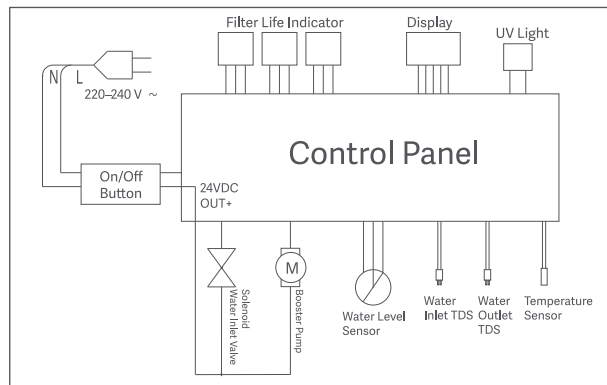 Filter Life Indicator
Display
UV Light
N
L
220–240 V ~
Control Panel
On/Off
Button
24VDC
OUT+
M
Solenoid
Water Inlet Valve
Booster Pump
Water Level
Sensor
Water
Inlet TDS
Water
Outlet
TDS
Temperature
Sensor